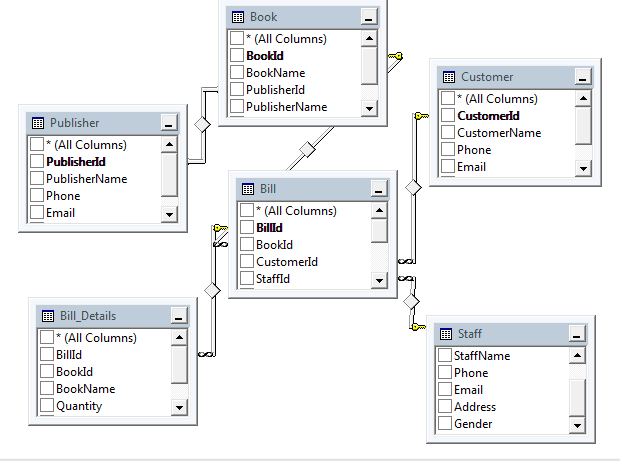 Book
* (All Columns)
BookId
BookName
PublisherId
PublisherName
Customer
* (All Columns)
CustomerId
CustomerName
Phone
Email
Publisher
* (All Columns)
PublisherId
PublisherName
Phone
Email
Bill
* (All Columns)
BillId
BookId
CustomerId
StaffId
Bill_Details
* (All Columns)
BillId
BookId
BookName
Quantity
Staff
StaffName
Phone
Email
Address
Gender